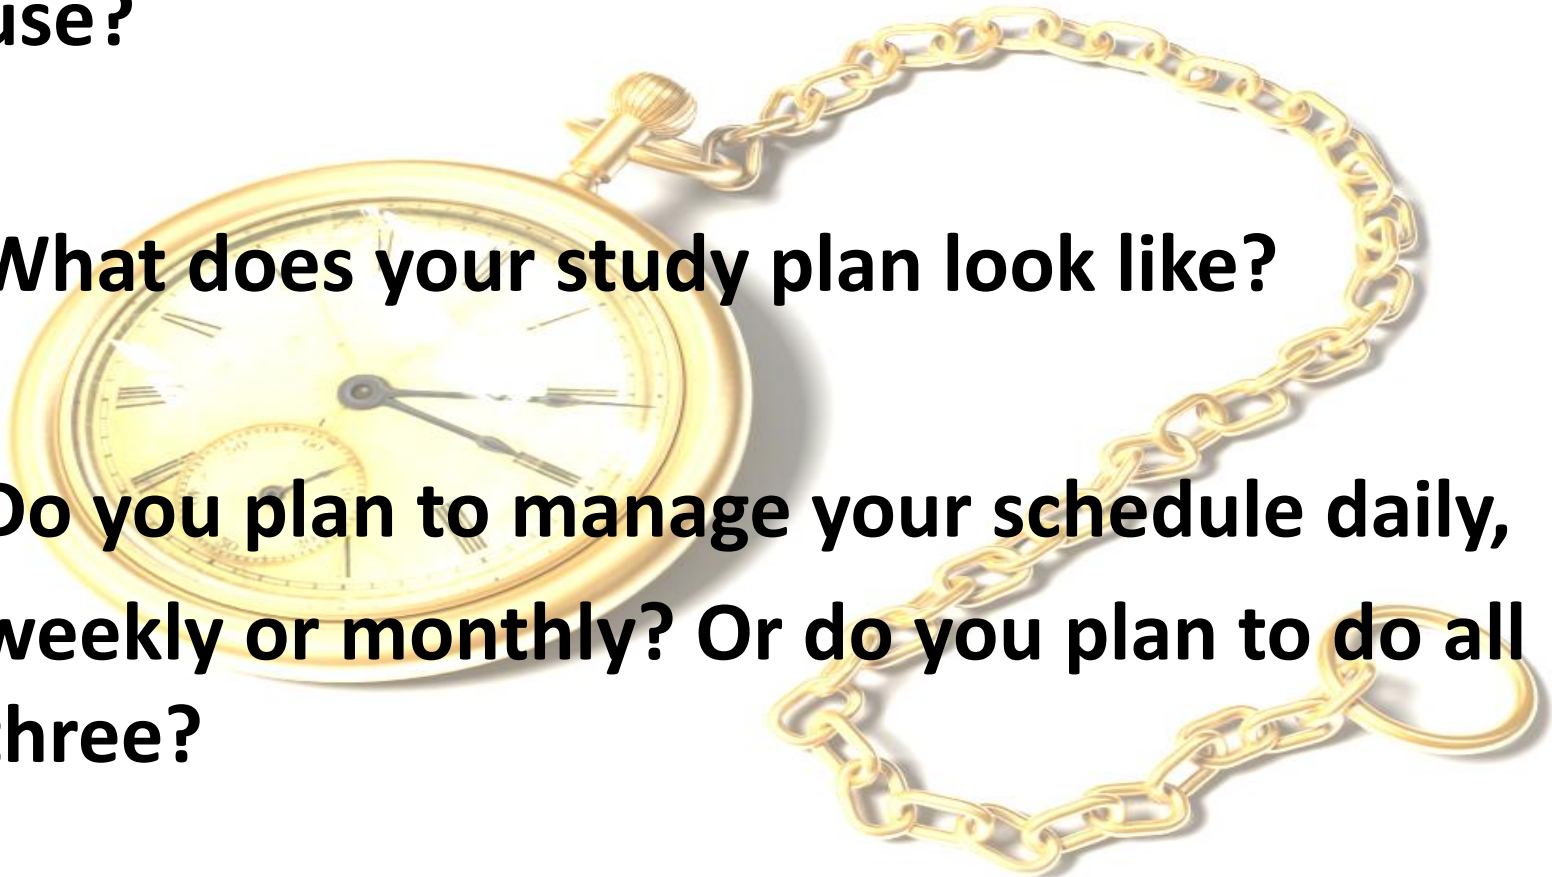 use?
What does your study plan look like?
Do you plan to manage your schedule daily,
weekly or monthly? Or do you plan to do all
three?